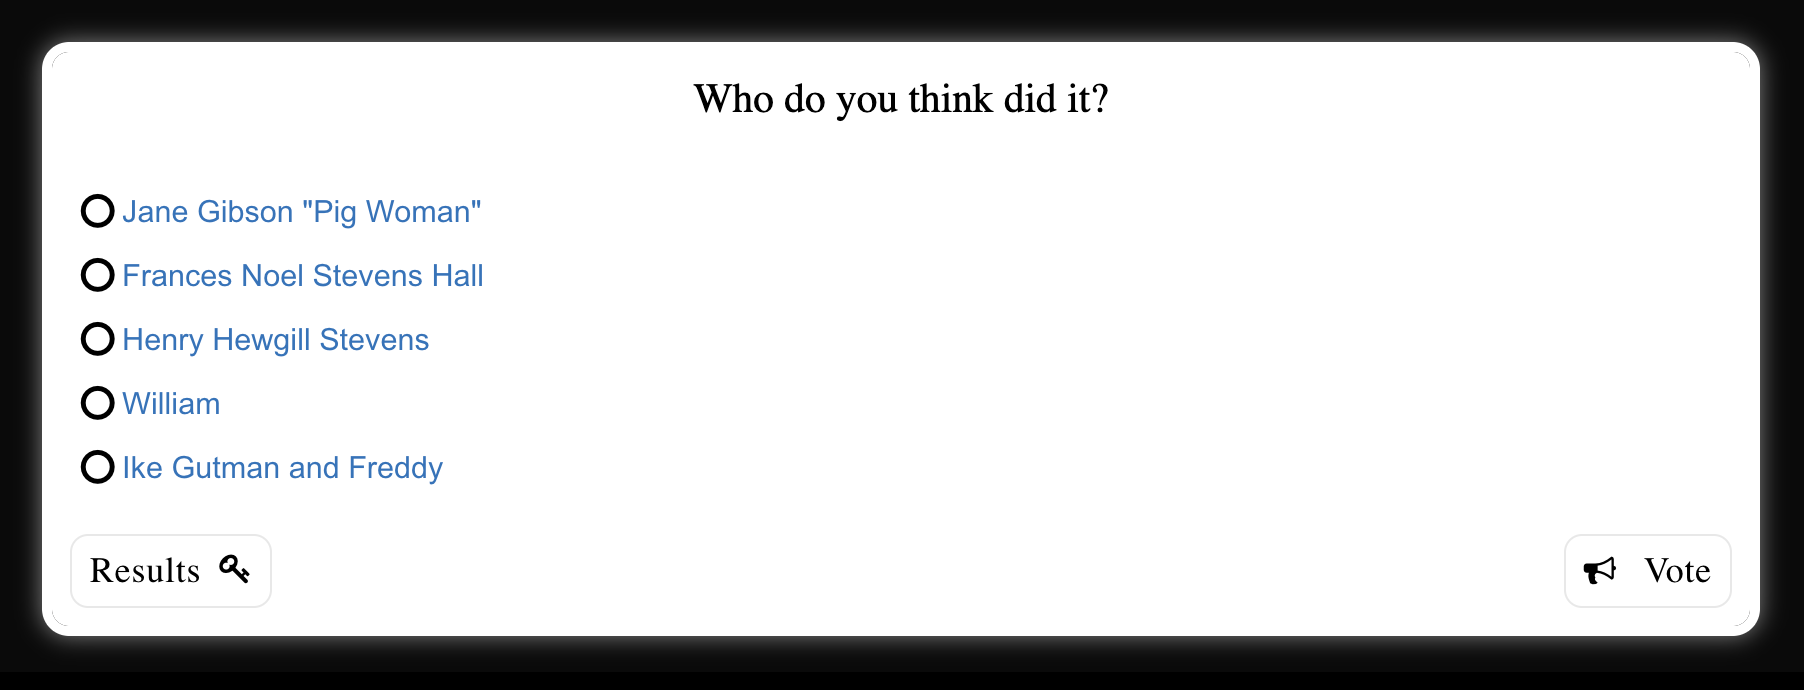 Who do you think did it?
Jane Gibson "Pig Woman"
Frances Noel Stevens Hall
Henry Hewgill Stevens
William
Ike Gutman and Freddy
Results
Vote